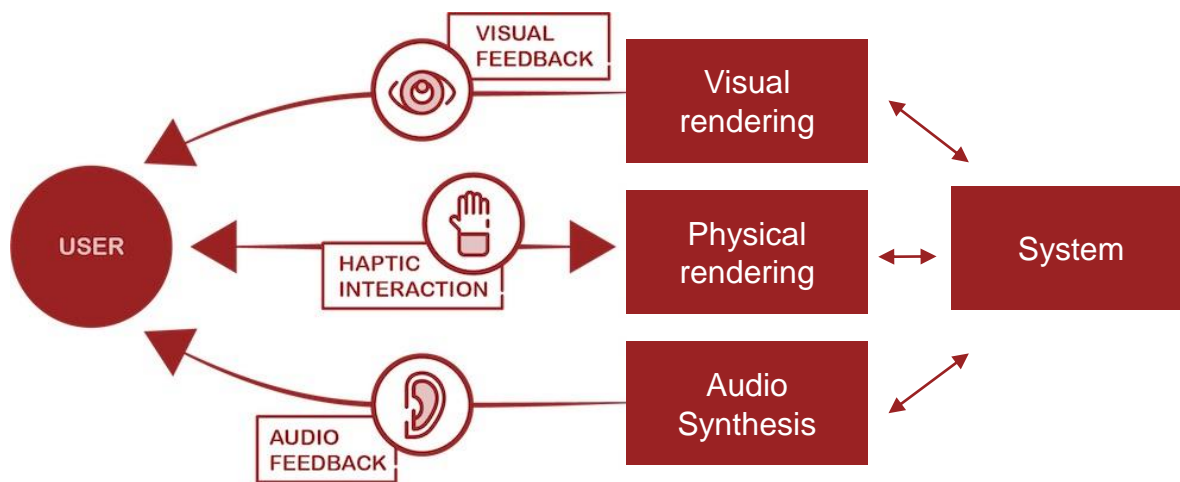 VISUAL
FEEDBACK
Visual
rendering
USER
HAPTIC
INTERACTION
Physical
rendering
System
AUDIO
FEEDBACK
Audio
Synthesis